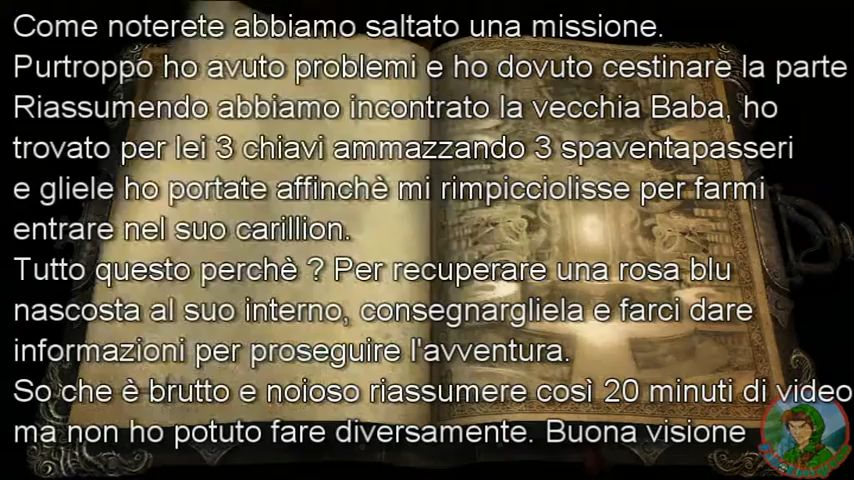 Come noterete abbiamo saltato una missione.
Purtroppo ho avuto problemi e ho dovuto cestinare la parte
Riassumendo abbiamo incontrato la vecchia Baba, ho
trovato per lei 3 chiavi ammazzando 3 spaventapasseri
e gliele ho portate affinchè mi rimpicciolisse per farmi
entrare nel suo carillion.
Tutto questo perchè ? Per recuperare una rosa blu
nascosta al suo interno, consegnargliela e farci dare
informazioni per proseguire l'avventura.
So che è brutto e noioso riassumere così 20 minuti di video
ma non ho potuto fare diversamente. Buona visione